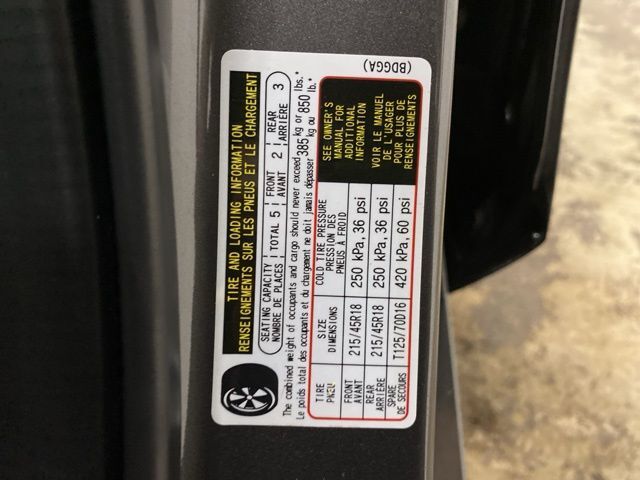 TIRE AND LOADING INFORMATION
RENSEIGNEMENTS SUR LES PNEUS ET LE CHARGEMENT
SEATING CAPACITY TOTAL 5 FRONT 2 REAR 3
NOMBRE DE PLACES AVANT ARRIÈRE
The combined weight of occupants and cargo should never exceed 385 kg or 850 lbs.*
Le poids total des occupants et du chargement ne doit jamais dépasser kg ou lb.*
TIRE SIZE COLD TIRE PRESSURE
PNEU DIMENSIONS PRESSION DES
PNEUS À FROID
FRONT 215/45R18 250 kPa, 36 psi
AVANT
REAR 215/45R18 250 kPa, 36 psi
ARRIÈRE
SPARE T125/70D16 420 kPa, 60 psi
DE SECOURS
SEE OWNER'S
MANUAL FOR
ADDITIONAL
INFORMATION
VOIR LE MANUEL
DE L'USAGER
POUR PLUS DE
RENSEIGNEMENTS
(BDGGA)